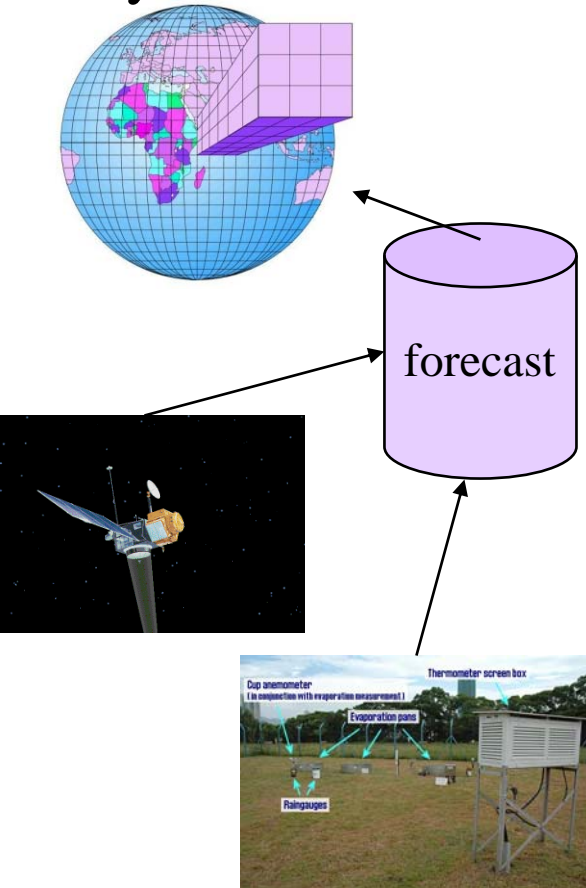 forecast
Cup anemometer
(in conjunction with evaporation measurement)
Thermometer screen box
Evaporation pans
Raingauges